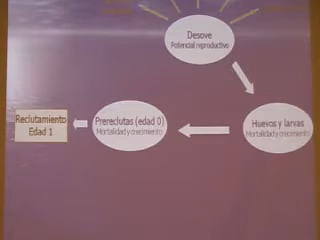 Desove
Potencial reproductivo
Huevos y larvas
Mortalidad y crecimiento
Prereclutas (edad 0)
Mortalidad y crecimiento
Reclutamiento
Edad 1